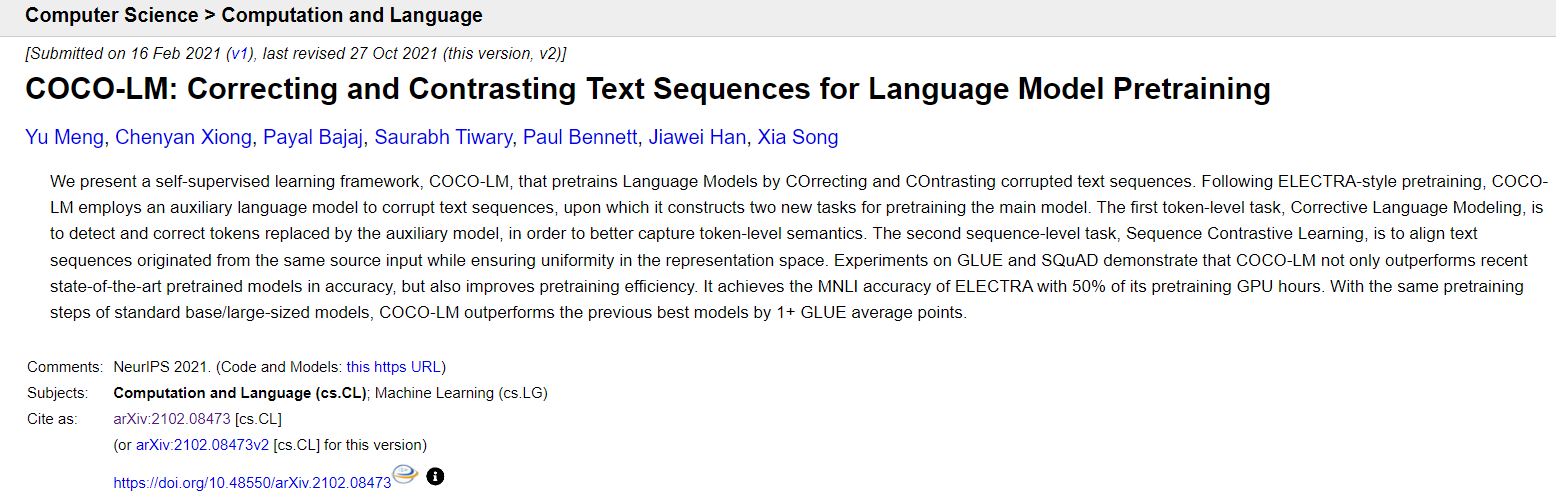 Computer Science > Computation and Language
[Submitted on 16 Feb 2021 (v1), last revised 27 Oct 2021 (this version, v2)]
COCO-LM: Correcting and Contrasting Text Sequences for Language Model Pretraining
Yu Meng, Chenyan Xiong, Payal Bajaj, Saurabh Tiwary, Paul Bennett, Jiawei Han, Xia Song
We present a self-supervised learning framework, COCO-LM, that pretrains Language Models by COrrecting and COntrasting corrupted text sequences. Following ELECTRA-style pretraining, COCO-
LM employs an auxiliary language model to corrupt text sequences, upon which it constructs two new tasks for pretraining the main model. The first token-level task, Corrective Language Modeling, is
to detect and correct tokens replaced by the auxiliary model, in order to better capture token-level semantics. The second sequence-level task, Sequence Contrastive Learning, is to align text
sequences originated from the same source input while ensuring uniformity in the representation space. Experiments on GLUE and SQuAD demonstrate that COCO-LM not only outperforms recent
state-of-the-art pretrained models in accuracy, but also improves pretraining efficiency. It achieves the MNLI accuracy of ELECTRA with 50% of its pretraining GPU hours. With the same pretraining
steps of standard base/large-sized models, COCO-LM outperforms the previous best models by 1+ GLUE average points.
Comments: NeurIPS 2021. (Code and Models: this https URL)
Subjects: Computation and Language (cs.CL); Machine Learning (cs.LG)
Cite as: arXiv:2102.08473 [cs.CL]
(or arXiv:2102.08473v2 [cs.CL] for this version)
https://doi.org/10.48550/arXiv.2102.08473